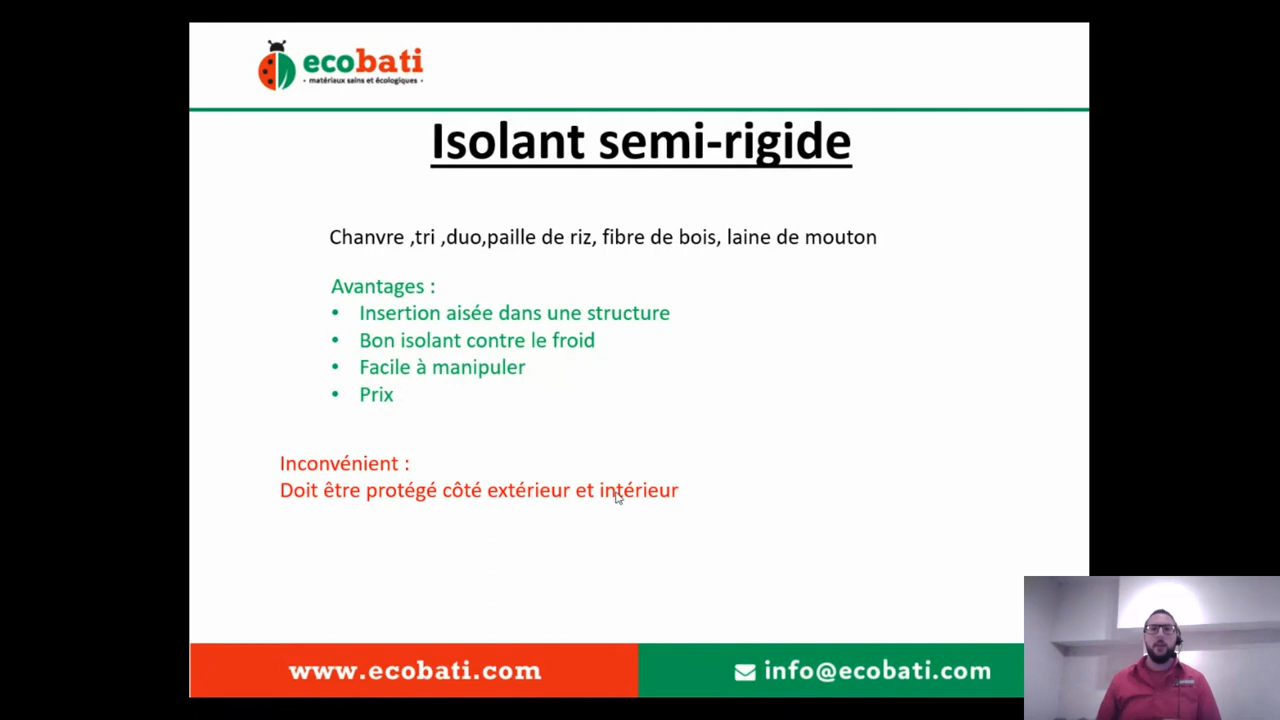 ecobati
• matériaux sains et écologiques •
Isolant semi-rigide
Chanvre ,tri ,duo,paille de riz, fibre de bois, laine de mouton
Avantages :
• Insertion aisée dans une structure
• Bon isolant contre le froid
• Facile à manipuler
• Prix
Inconvénient :
Doit être protégé côté extérieur et intérieur
www.ecobati.com
info@ecobati.com